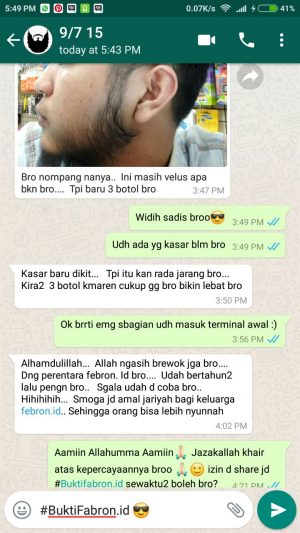 5:49 PM 0.07K/s 41%
9/7 15
today at 5:43 PM
Bro nompang nanya.. Ini masih velus apa
bkn bro.... Tpi baru 3 botol bro
3:47 PM
Widih sadis broo😎
3:49 PM
Udh ada yg kasar blm bro
3:49 PM
Kasar baru dikit... Tpi itu kan rada jarang bro...
Kira2 3 botol kmaren cukup gg bro bikin lebat bro
3:50 PM
Ok brrti emg sbagian udh masuk terminal awal :)
3:56 PM
Alhamdulillah... Allah ngasih brewok jga bro....
Dng perentara febron. Id bro... Udah bertahun2
lalu pengn bro.. Sgala udah d coba bro..
Hihihihih... Smoga jd amal jariyah bagi keluarga
febron.id.. Sehingga orang bisa lebih nyunnah
4:02 PM
Aamiin Allahumma Aamiin🙏 Jazakallah khair
atas kepercayaannya broo 🙏🙂 izin d share jd
#Buktifabron.id sewaktu2 boleh bro?
4:21 PM
#BuktiFabron.id 😎